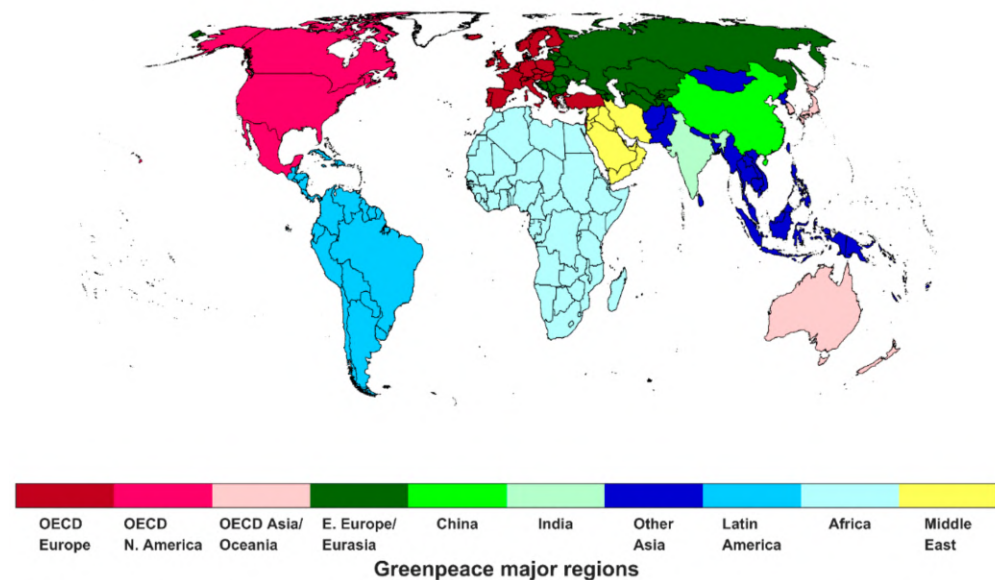 OECD Europe
OECD N. America
OECD Asia/ Oceania
E. Europe/ Eurasia
China
India
Other Asia
Latin America
Africa
Middle East
Greenpeace major regions